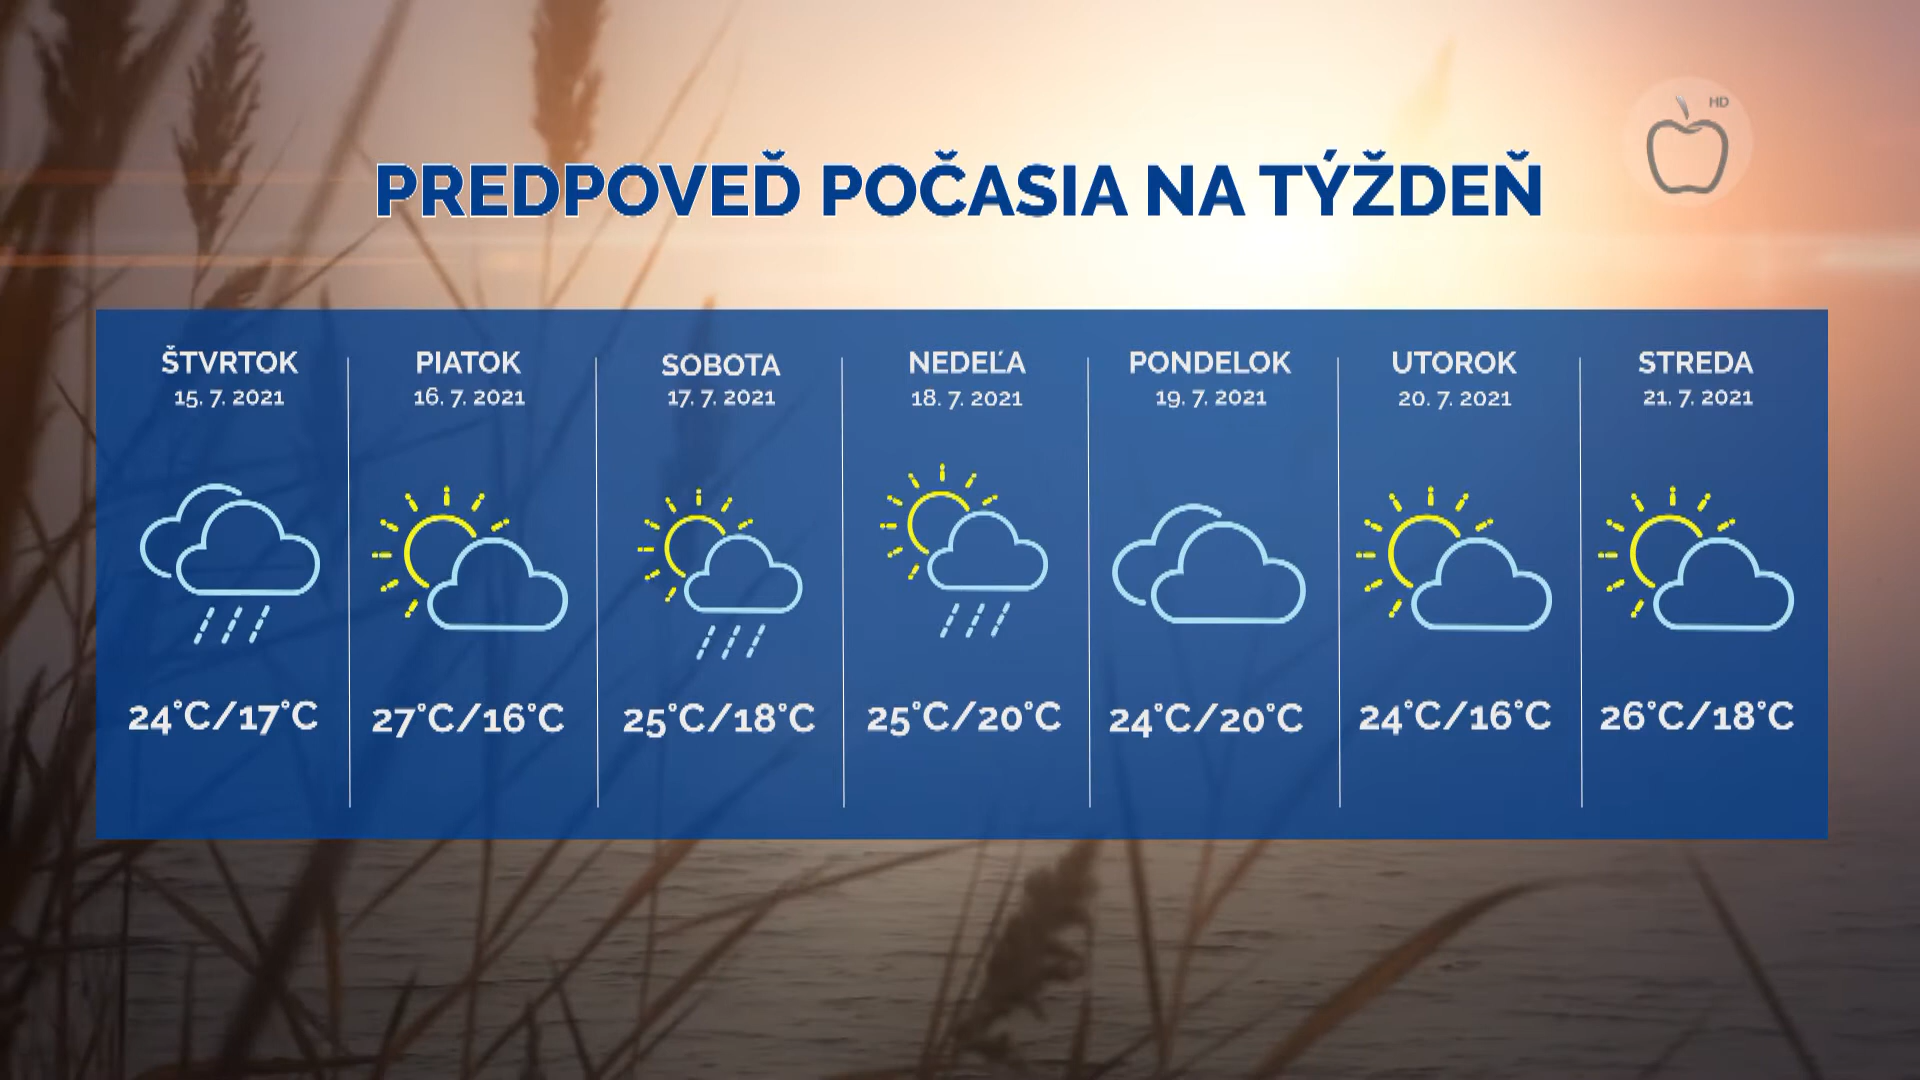 HD
PREDPOVEĎ POČASIA NA TÝŽDEŇ
ŠTVRTOK
15. 7. 2021
24°C/17°C
PIATOK
16. 7. 2021
27°C/16°C
SOBOTA
17. 7. 2021
25°C/18°C
NEDEĽA
18. 7. 2021
25°C/20°C
PONDELOK
19. 7. 2021
24°C/20°C
UTOROK
20. 7. 2021
24°C/16°C
STREDA
21. 7. 2021
26°C/18°C